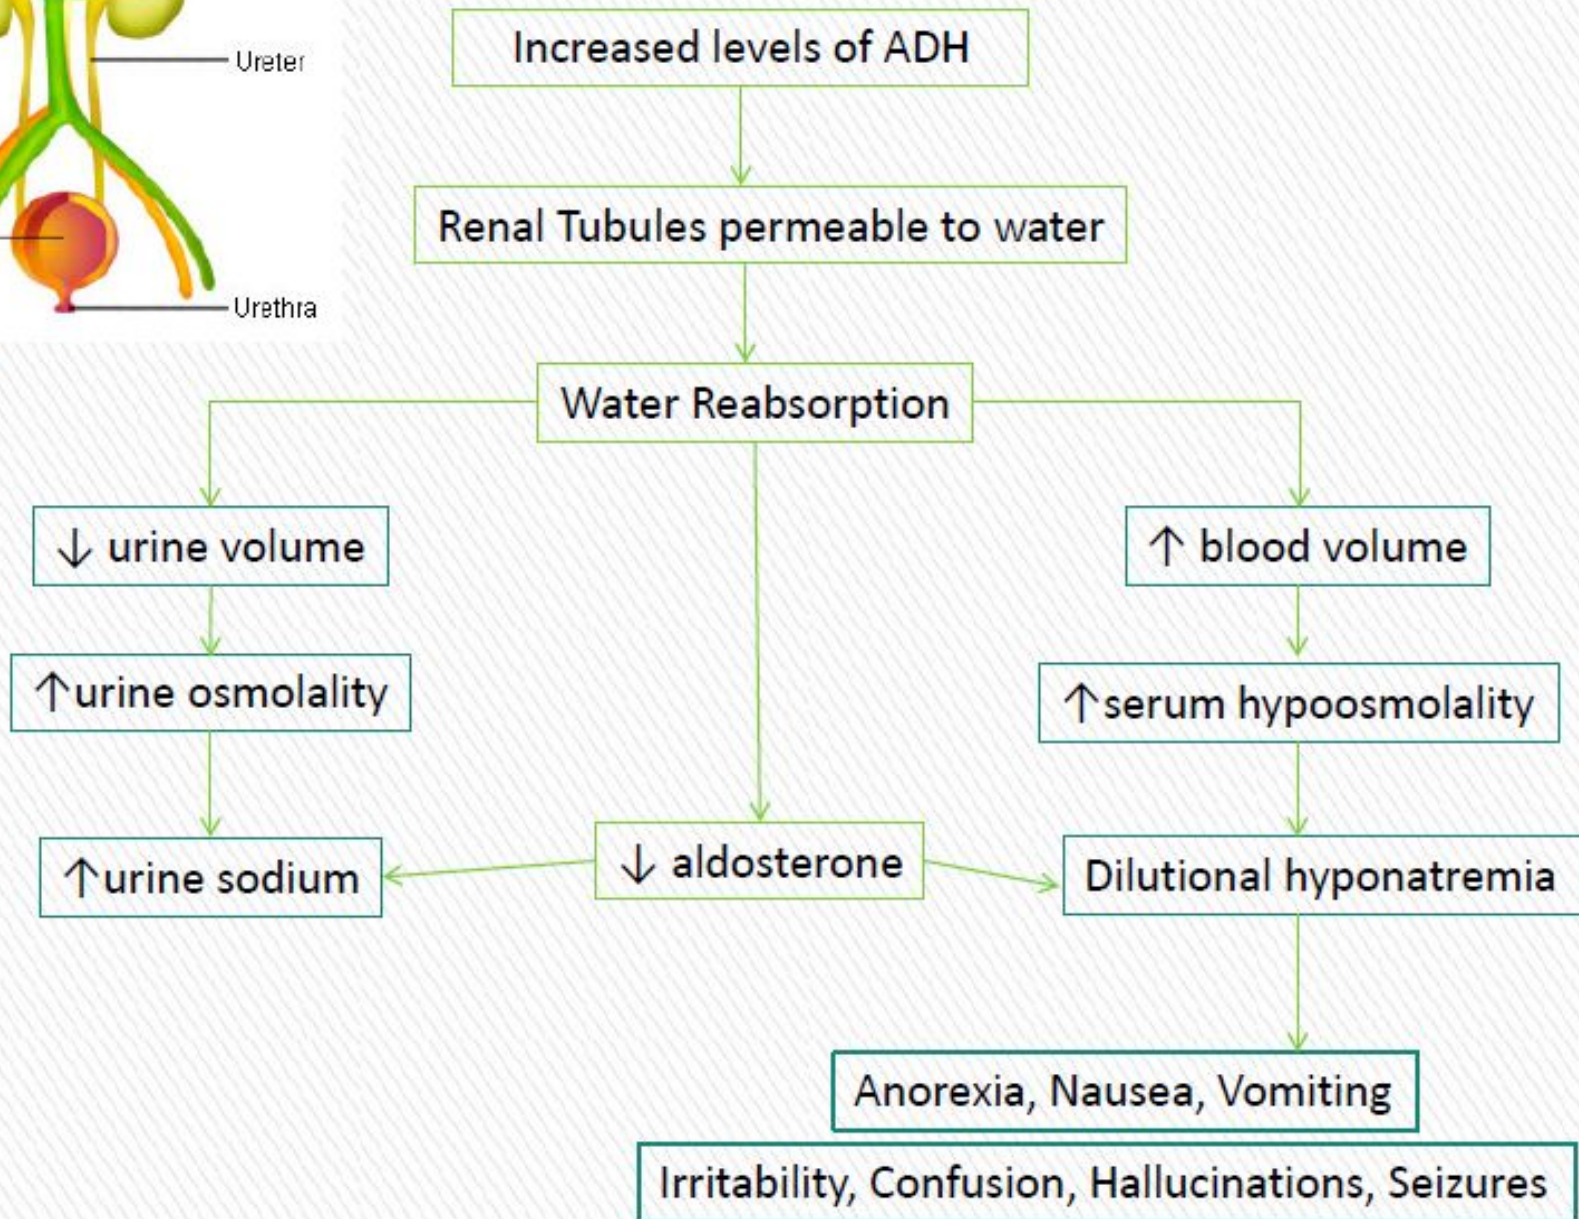 Ureter
Urethra
Increased levels of ADH
Renal Tubules permeable to water
Water Reabsorption
↓ urine volume
↑urine osmolality
↑urine sodium
↓ aldosterone
↑ blood volume
↑serum hypoosmolality
Dilutional hyponatremia
Anorexia, Nausea, Vomiting
Irritability, Confusion, Hallucinations, Seizures